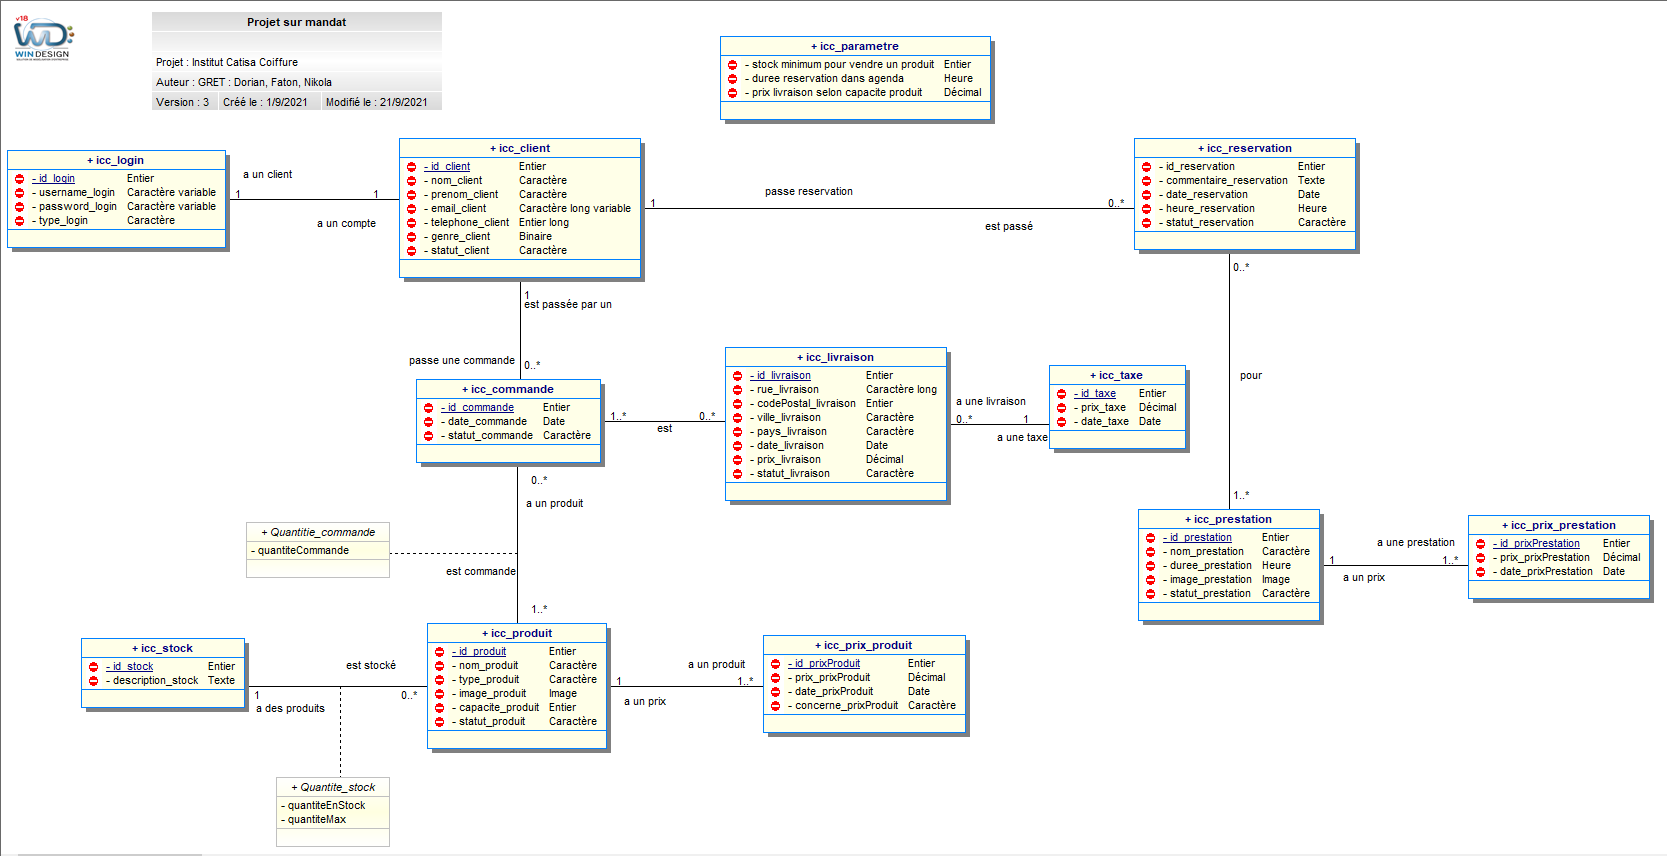 v18
WD
WINDESIGN
Projet sur mandat
Projet : Institut Catisa Coiffure
Auteur : GRET : Dorian, Faton, Nikola
Version : 3 Créé le : 1/9/2021 Modifié le : 21/9/2021
+ icc_parametre
- stock minimum pour vendre un produit Entier
- duree reservation dans agenda Heure
- prix livraison selon capacite produit Décimal
+ icc_login
- id_login Entier
- username_login Caractère variable
- password_login Caractère variable
- type_login Caractère
a un client
1 1
a un compte
+ icc_client
- id_client Entier
- nom_client Caractère
- prenom_client Caractère
- email_client Caractère long variable
- telephone_client Entier long
- genre_client Binaire
- statut_client Caractère
passe reservation
1 0..*
est passé
+ icc_reservation
- id_reservation Entier
- commentaire_reservation Texte
- date_reservation Date
- heure_reservation Heure
- statut_reservation Caractère
1
est passée par un
passe une commande
0..*
+ icc_commande
- id_commande Entier
- date_commande Date
- statut_commande Caractère
1..* 0..*
est
+ icc_livraison
- id_livraison Entier
- rue_livraison Caractère long
- codePostal_livraison Entier
- ville_livraison Caractère
- pays_livraison Caractère
- date_livraison Date
- prix_livraison Décimal
- statut_livraison Caractère
a une livraison
0..* 1
a une taxe
+ icc_taxe
- id_taxe Entier
- prix_taxe Décimal
- date_taxe Date
0..*
pour
1..*
0..*
a un produit
+ Quantitie_commande
- quantiteCommande
est commande
1..*
+ icc_prestation
- id_prestation Entier
- nom_prestation Caractère
- duree_prestation Heure
- image_prestation Image
- statut_prestation Caractère
a une prestation
1 1..*
a un prix
+ icc_prix_prestation
- id_prixPrestation Entier
- prix_prixPrestation Décimal
- date_prixPrestation Date
+ icc_stock
- id_stock Entier
- description_stock Texte
est stocké
1 0..*
a des produits
+ icc_produit
- id_produit Entier
- nom_produit Caractère
- type_produit Caractère
- image_produit Image
- capacite_produit Entier
- statut_produit Caractère
a un produit
1 1..*
a un prix
+ icc_prix_produit
- id_prixProduit Entier
- prix_prixProduit Décimal
- date_prixProduit Date
- concerne_prixProduit Caractère
+ Quantite_stock
- quantiteEnStock
- quantiteMax